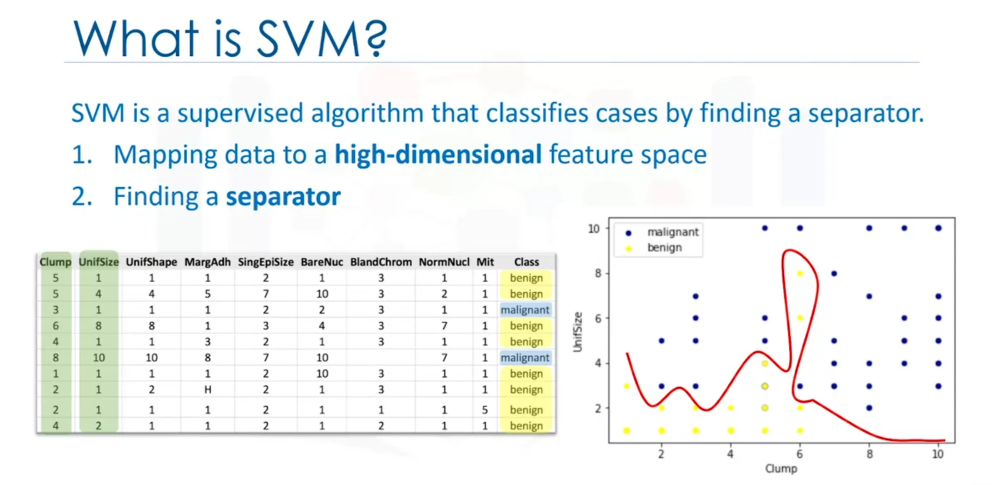 What is SVM?
SVM is a supervised algorithm that classifies cases by finding a separator.
1. Mapping data to a high-dimensional feature space
2. Finding a separator
Clump UnifSize UnifShape MargAdh SingEpiSize BareNuc BlandChrom NormNucl Mit Class
5 1 1 1 2 1 3 1 1 benign
5 4 4 5 7 10 3 2 1 benign
3 1 1 1 2 2 3 1 1 malignant
6 8 8 1 3 4 3 7 1 benign
4 1 1 3 2 1 3 1 1 benign
8 10 10 8 7 10 7 1 malignant
1 1 1 1 2 10 3 1 1 benign
2 1 2 H 2 1 3 1 1 benign
2 1 1 1 2 1 1 1 5 benign
4 2 1 1 2 1 2 1 1 benign
malignant
benign
10
8
6
4
2
UnifSize
2 4 6 8 10
Clump